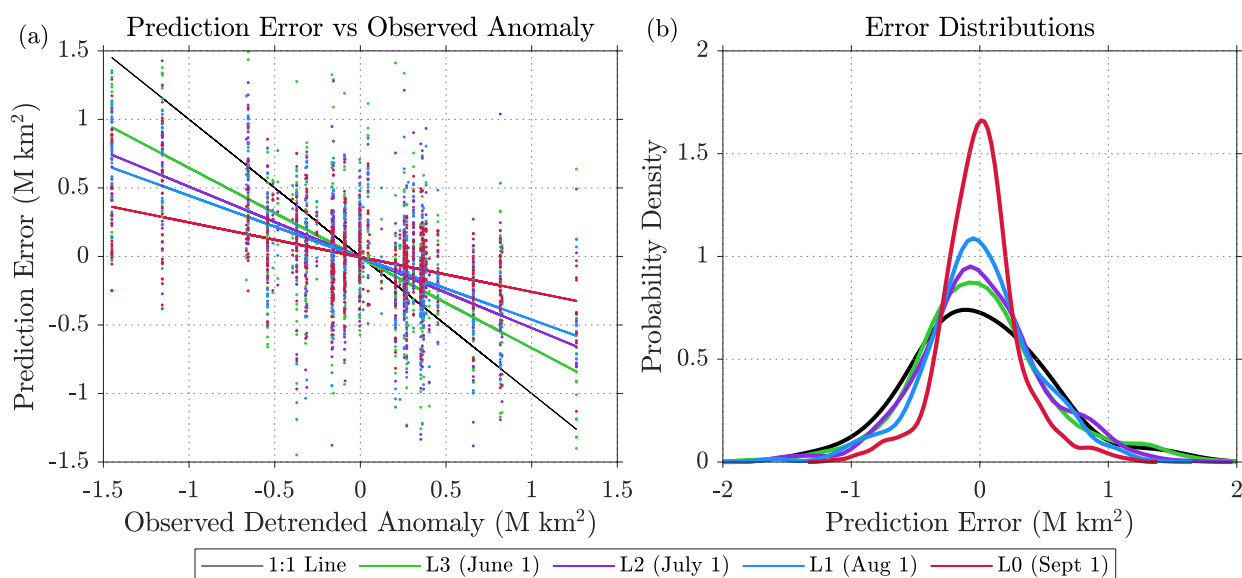 (a)
Prediction Error vs Observed Anomaly
1.5
1
0.5
0
-0.5
-1
-1.5
Prediction Error (M km²)
-1.5
-1
-0.5
0
0.5
1
1.5
Observed Detrended Anomaly (M km²)
(b)
Error Distributions
2
1.5
1
0.5
0
Probability Density
-2
-1
0
1
2
Prediction Error (M km²)
1:1 Line
L3 (June 1)
L2 (July 1)
L1 (Aug 1)
L0 (Sept 1)